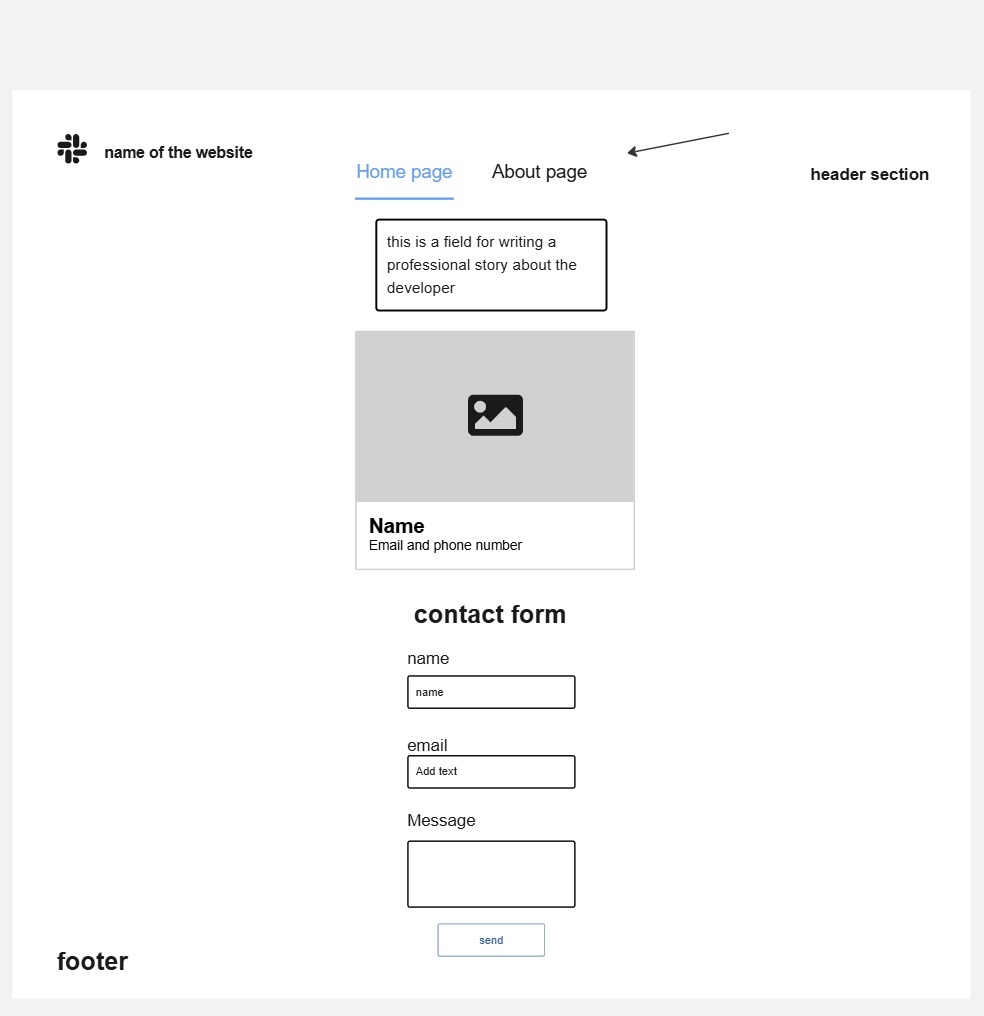 name of the website
Home page
About page
header section
this is a field for writing a
professional story about the
developer
Name
Email and phone number
contact form
name
name
email
Add text
Message
send
footer